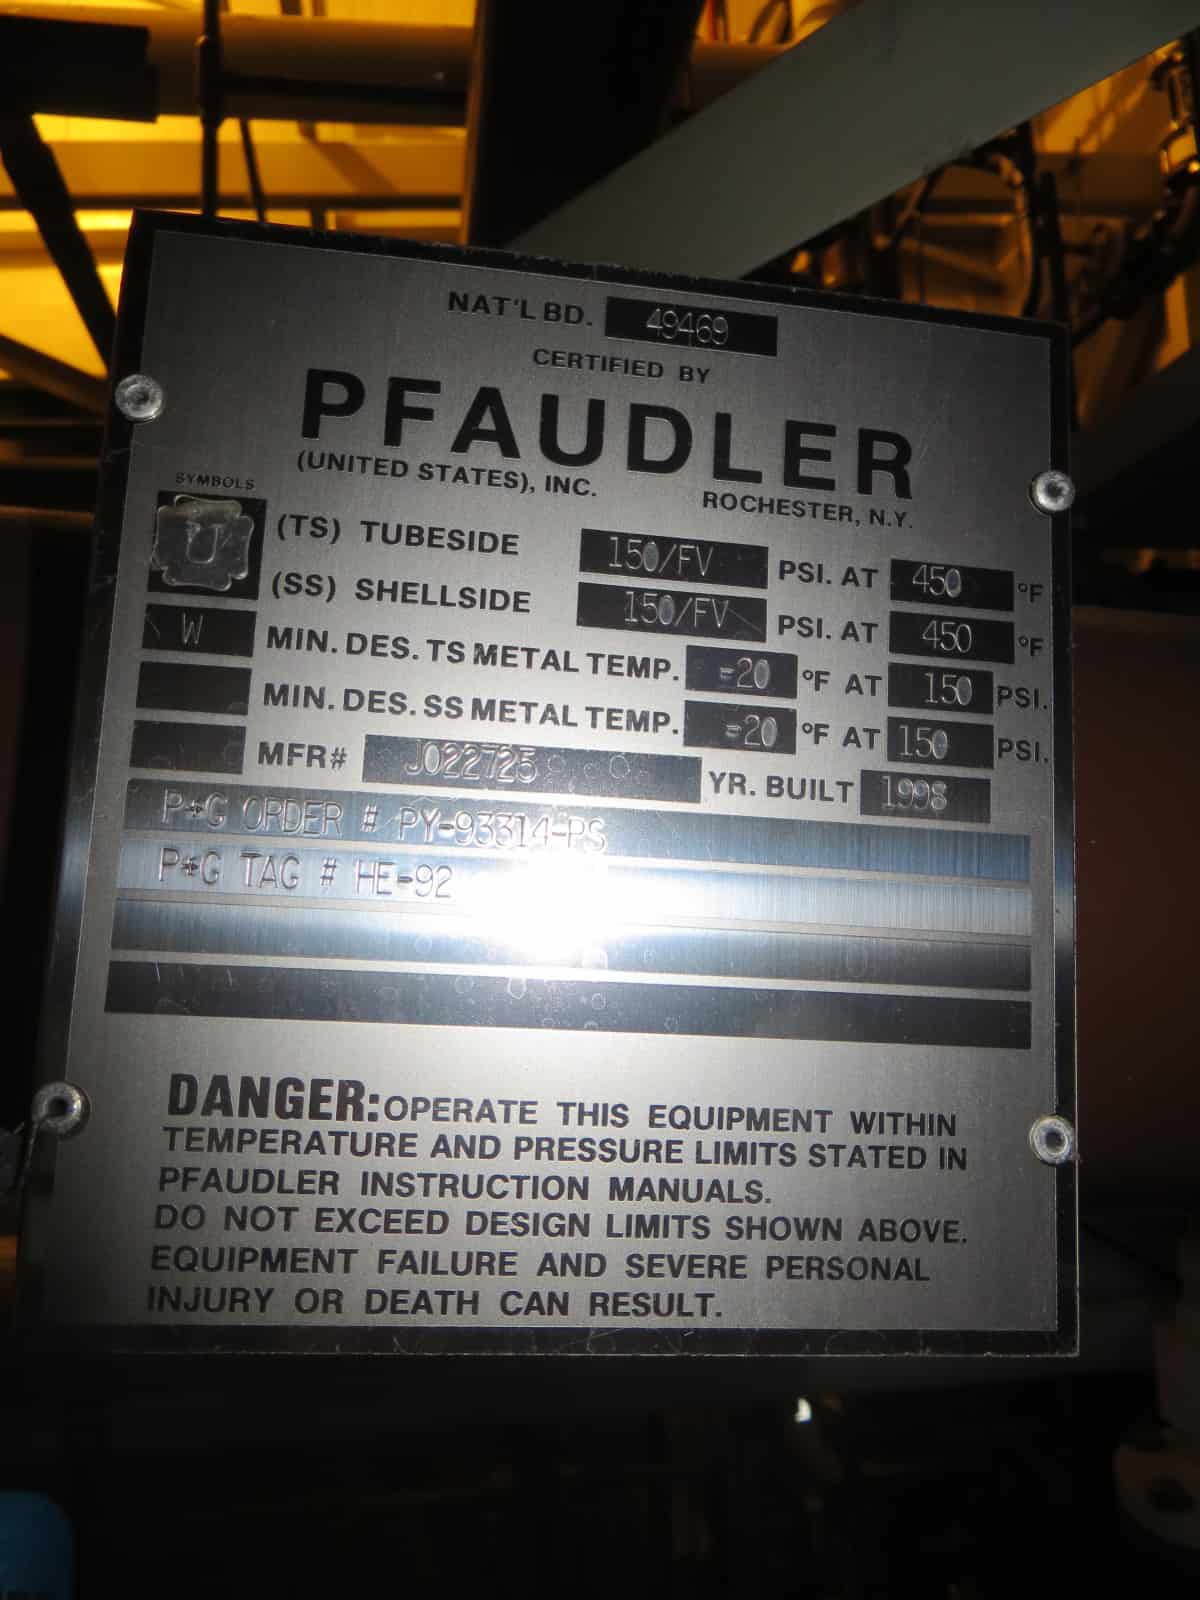 NAT'L BD. 49469
CERTIFIED BY
PFAUDLER
(UNITED STATES), INC. ROCHESTER, N.Y.
SYMBOLS
U
(TS) TUBESIDE 150/FV PSI. AT 450 °F
(SS) SHELLSIDE 150/FV PSI. AT 450 °F
W
MIN. DES. TS METAL TEMP. -20 °F AT 150 PSI.
MIN. DES. SS METAL TEMP. -20 °F AT 150 PSI.
MFR# J022725 YR. BUILT 1998
P*G ORDER # PY-93314-PS
P*G TAG # HE-92
DANGER: OPERATE THIS EQUIPMENT WITHIN
TEMPERATURE AND PRESSURE LIMITS STATED IN
PFAUDLER INSTRUCTION MANUALS.
DO NOT EXCEED DESIGN LIMITS SHOWN ABOVE.
EQUIPMENT FAILURE AND SEVERE PERSONAL
INJURY OR DEATH CAN RESULT.